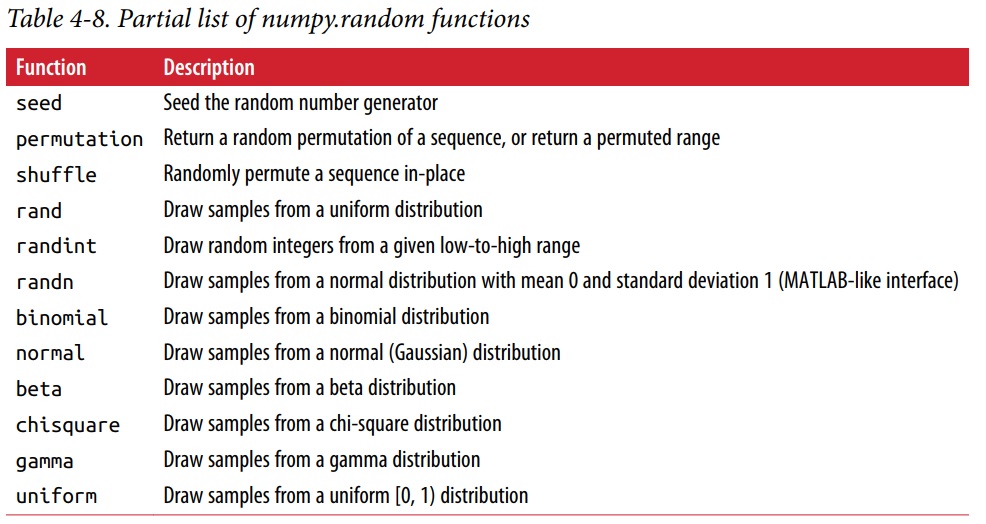 Table 4-8. Partial list of numpy.random functions
Function Description
seed Seed the random number generator
permutation Return a random permutation of a sequence, or return a permuted range
shuffle Randomly permute a sequence in-place
rand Draw samples from a uniform distribution
randint Draw random integers from a given low-to-high range
randn Draw samples from a normal distribution with mean 0 and standard deviation 1 (MATLAB-like interface)
binomial Draw samples from a binomial distribution
normal Draw samples from a normal (Gaussian) distribution
beta Draw samples from a beta distribution
chisquare Draw samples from a chi-square distribution
gamma Draw samples from a gamma distribution
uniform Draw samples from a uniform [0, 1) distribution